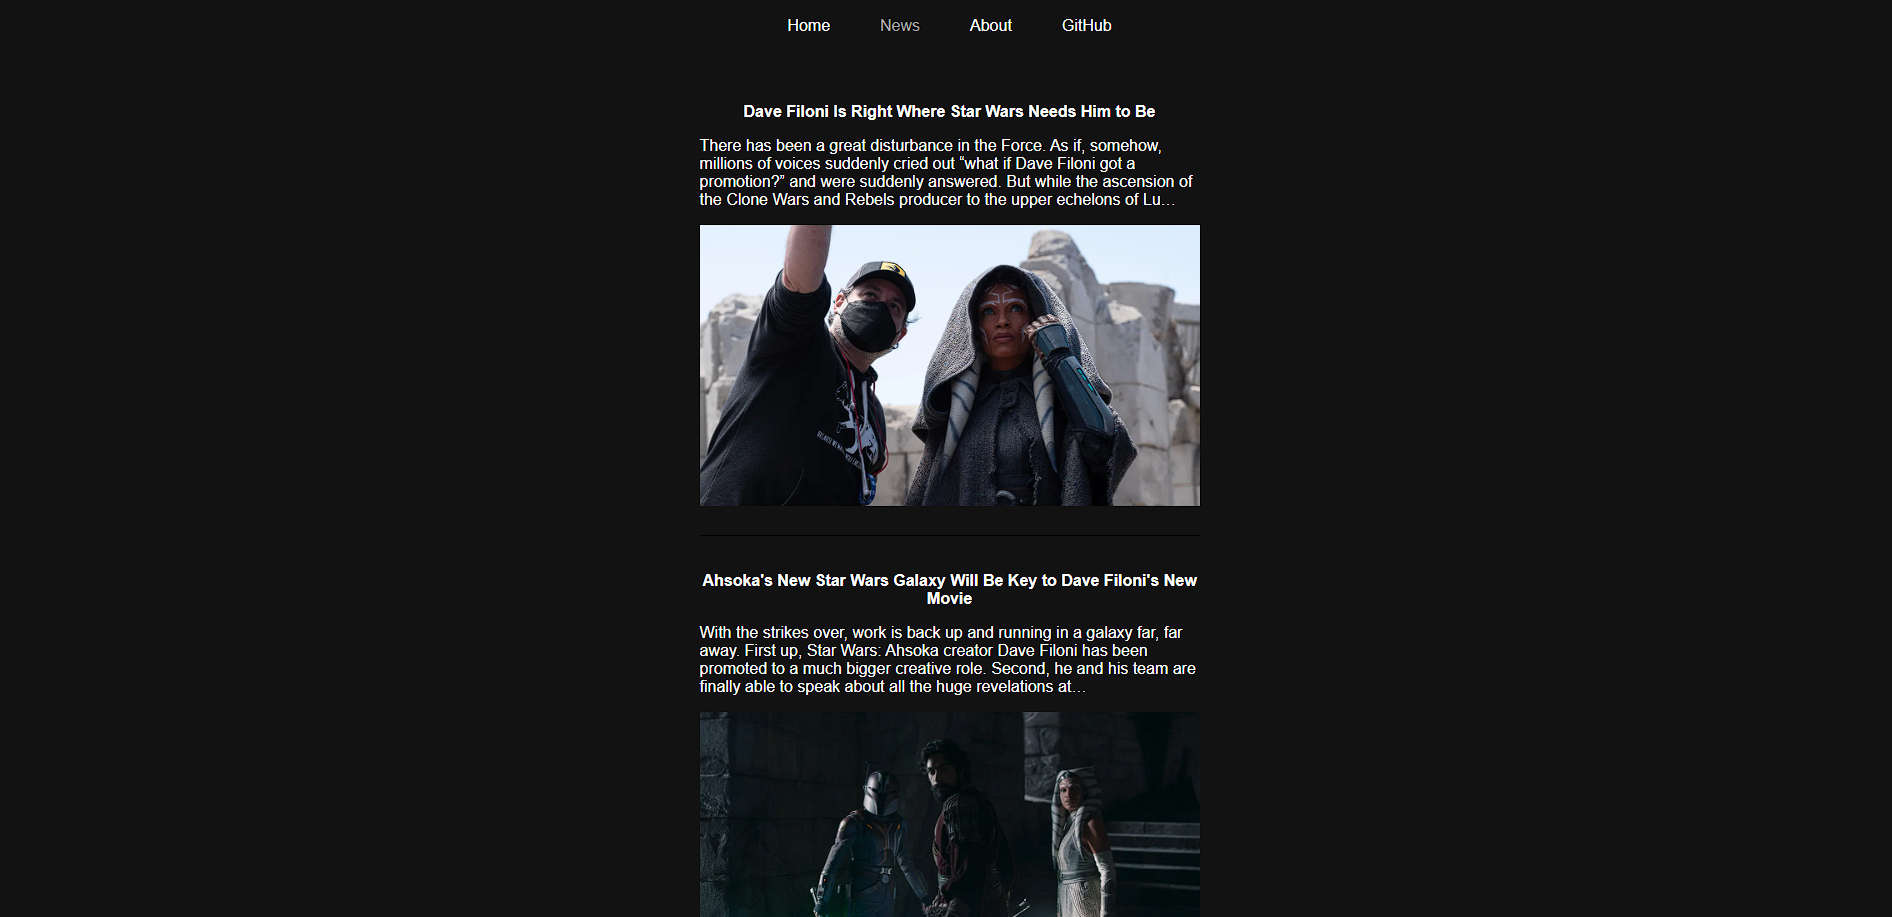 Home News About GitHub
Dave Filoni Is Right Where Star Wars Needs Him to Be
There has been a great disturbance in the Force. As if, somehow,
millions of voices suddenly cried out “what if Dave Filoni got a
promotion?” and were suddenly answered. But while the ascension of
the Clone Wars and Rebels producer to the upper echelons of Lu…
Ahsoka's New Star Wars Galaxy Will Be Key to Dave Filoni's New
Movie
With the strikes over, work is back up and running in a galaxy far, far
away. First up, Star Wars: Ahsoka creator Dave Filoni has been
promoted to a much bigger creative role. Second, he and his team are
finally able to speak about all the huge revelations at…